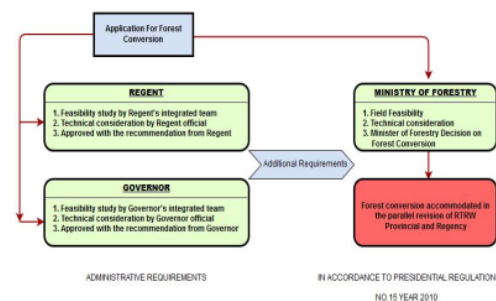 Application For Forest
Conversion
REGENT
1. Feasibility study by Regent's integrated team
2. Technical consideration by Regent official
3. Approved with the recommendation from Regent
GOVERNOR
1. Feasibility study by Governor's integrated team
2. Technical consideration by Governor official
3. Approved with the recommendation from Governor
Additional Requirements
MINISTRY OF FORESTRY
1. Field Feasibility
2. Technical consideration
3. Minister of Forestry Decision on
Forest Conversion
Forest conversion accommodated in
the parallel revision of RTRW
Provincial and Regency
ADMINISTRATIVE REQUIREMENTS
IN ACCORDANCE TO PRESIDENTIAL REGULATION
NO.15 YEAR 2010